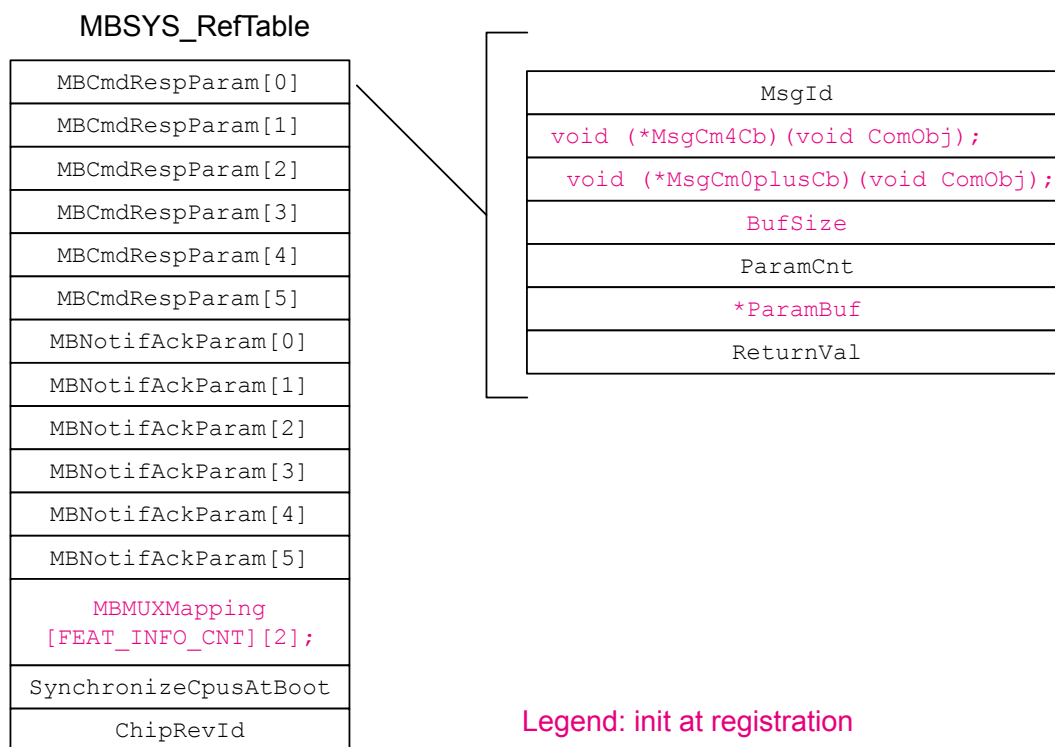 MBSYS_RefTable
MBCmdRespParam[0]
MBCmdRespParam[1]
MBCmdRespParam[2]
MBCmdRespParam[3]
MBCmdRespParam[4]
MBCmdRespParam[5]
MBNotifAckParam[0]
MBNotifAckParam[1]
MBNotifAckParam[2]
MBNotifAckParam[3]
MBNotifAckParam[4]
MBNotifAckParam[5]
MBMUXMapping
[FEAT_INFO_CNT][2];
SynchronizeCpusAtBoot
ChipRevId
MsgId
void (*MsgCm4Cb)(void ComObj);
void (*MsgCm0plusCb)(void ComObj);
BufSize
ParamCnt
*ParamBuf
ReturnVal
Legend: init at registration